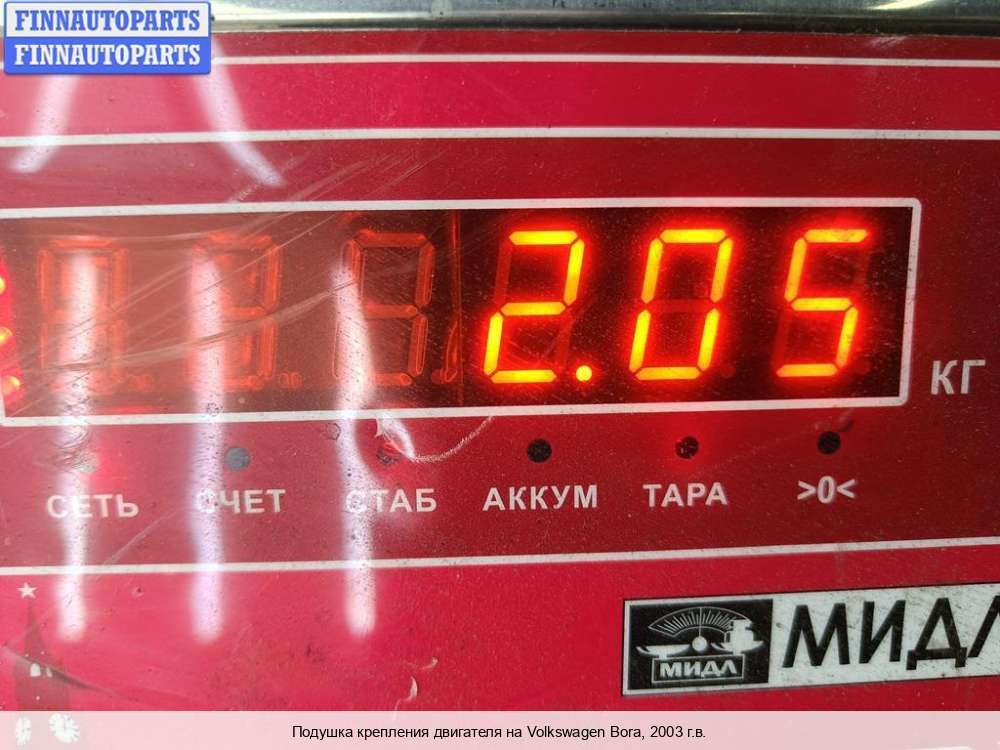 FINNAUTOPARTS
FINNAUTOPARTS
2.05
КГ
СЕТЬ СЧЕТ СТАБ АККУМ ТАРА >0<
МИДЛ МИДЛ
Подушка крепления двигателя на Volkswagen Bora, 2003 г.в.